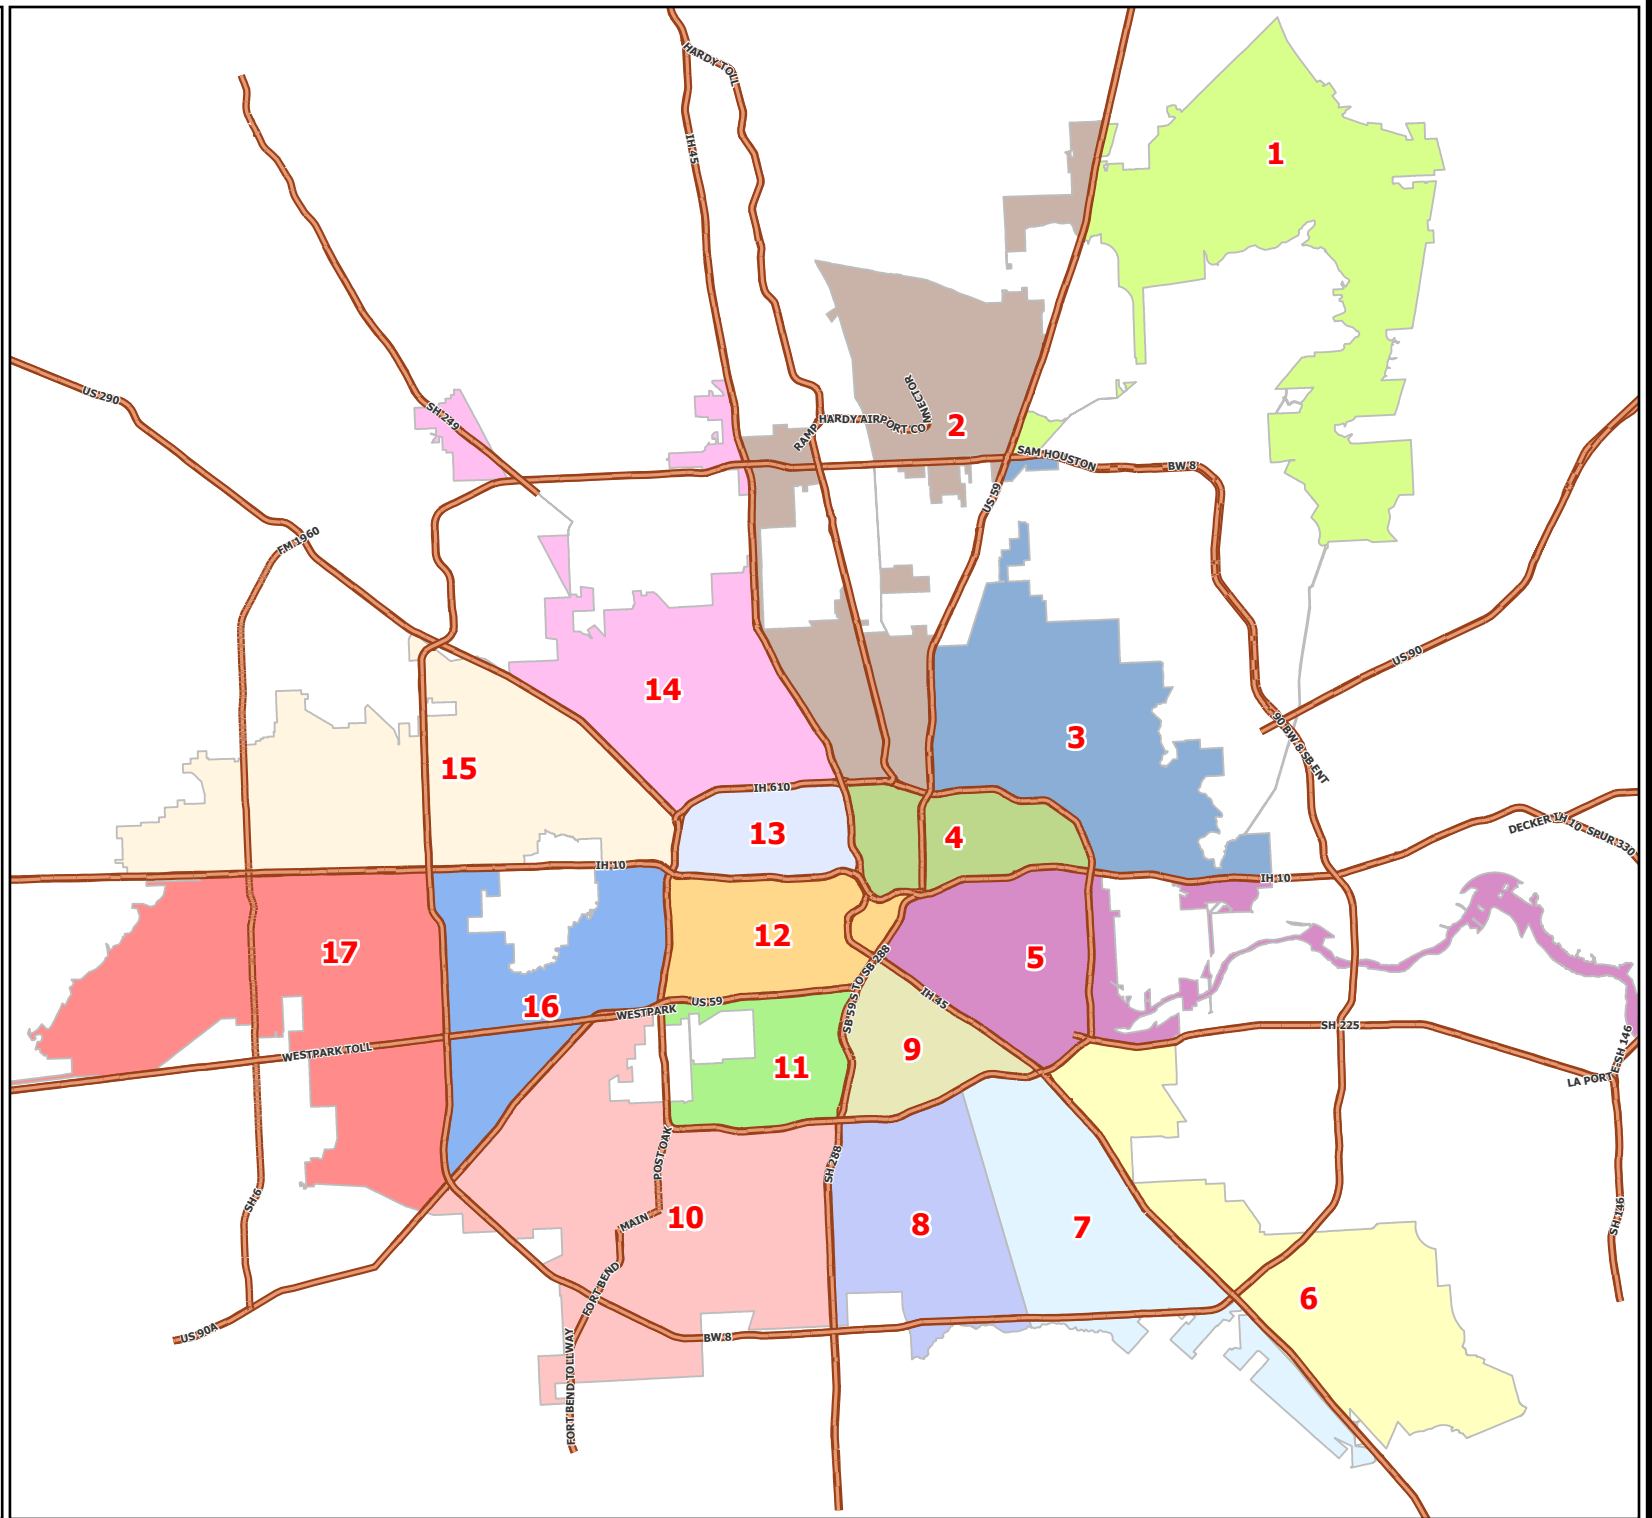 HARDY TOLL
IH 45
1
US 290
SH 249
HARDY AIRPORT CO
NNECTOR
RAMP
2
SAM HOUSTON
BW 8
US 59
FM 1960
US 90
14
3
90 BW 8 SB ENT
15
IH 610
13
4
DECKER
IH 10
SPUR 330
IH 10
IH 10
12
17
5
SB 59 S TO SB 288
16
US 59
IH 45
WESTPARK
SH 225
WESTPARK TOLL
9
11
E SH 146
LA PORT
POST OAK
SH 288
SH 6
MAIN
10
8
7
SH 146
FORT BEND
6
US 90A
BW 8
FORT BEND TOLLWAY